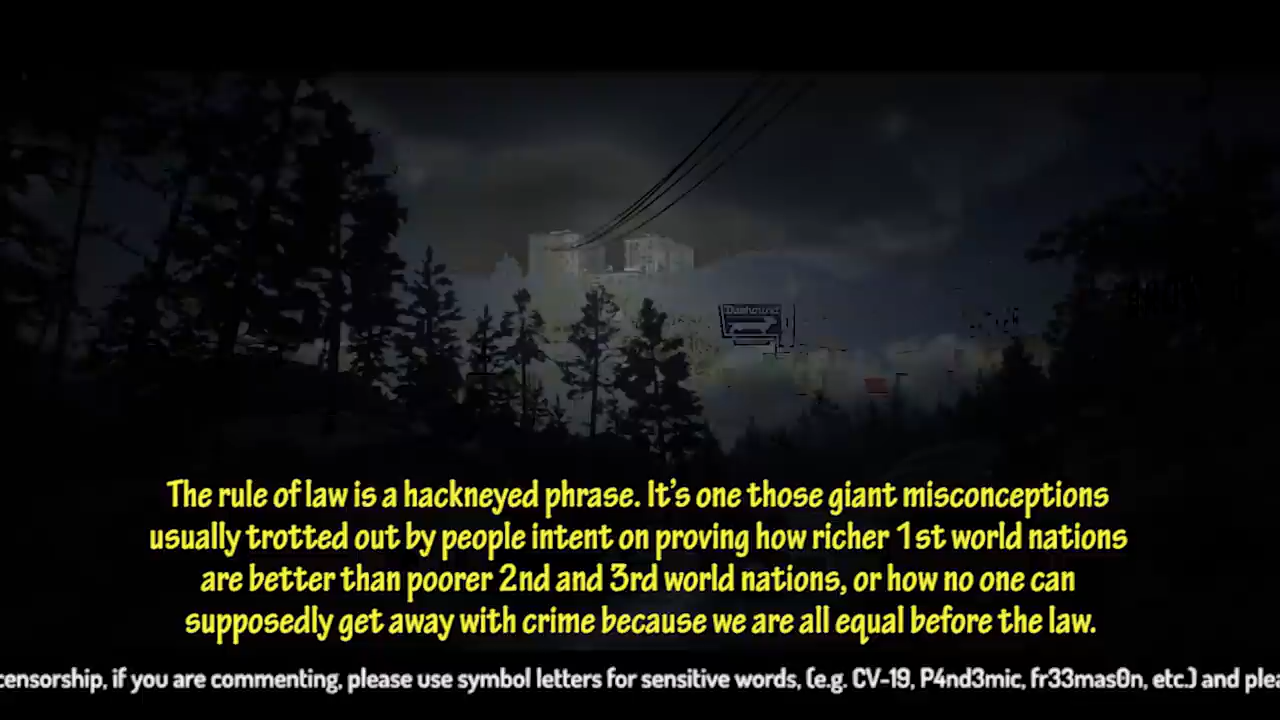 The rule of law is a hackneyed phrase. It's one those giant misconceptions
usually trotted out by people intent on proving how richer 1st world nations
are better than poorer 2nd and 3rd world nations, or how no one can
supposedly get away with crime because we are all equal before the law.
censorship, if you are commenting, please use symbol letters for sensitive words, (e.g. CV-19, P4nd3mic, fr33mas0n, etc.) and plea